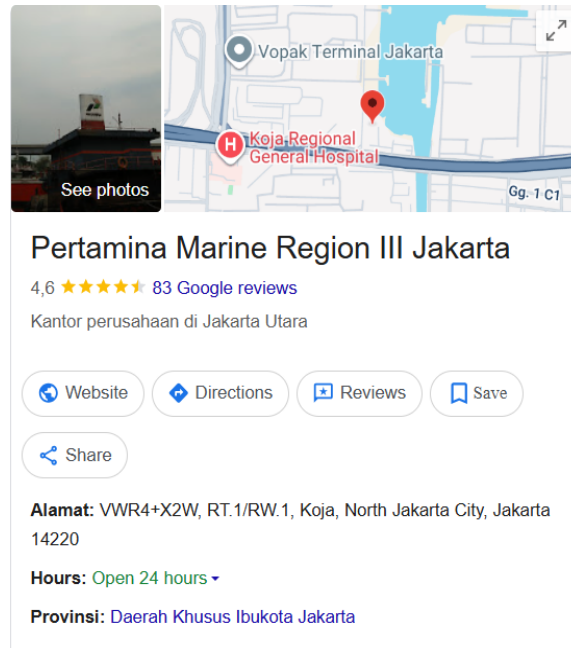 Vopak Terminal Jakarta
Koja Regional
General Hospital
H
Gg. 1 C1
See photos
Pertamina Marine Region III Jakarta
4,6 83 Google reviews
Kantor perusahaan di Jakarta Utara
Website Directions Reviews Save
Share
Alamat: VWR4+X2W, RT.1/RW.1, Koja, North Jakarta City, Jakarta
14220
Hours: Open 24 hours
Provinsi: Daerah Khusus Ibukota Jakarta